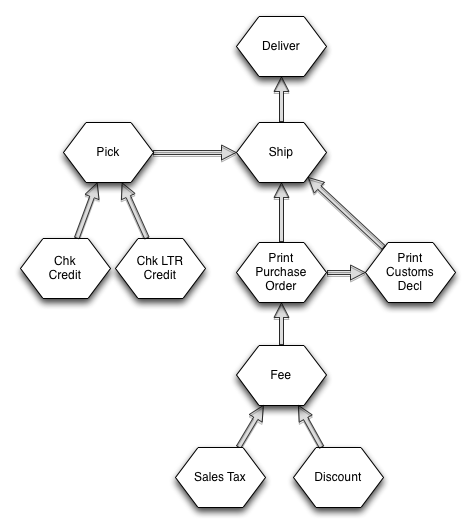 Deliver
Pick
Ship
Chk
Credit
Chk LTR
Credit
Print
Purchase
Order
Print
Customs
Decl
Fee
Sales Tax
Discount